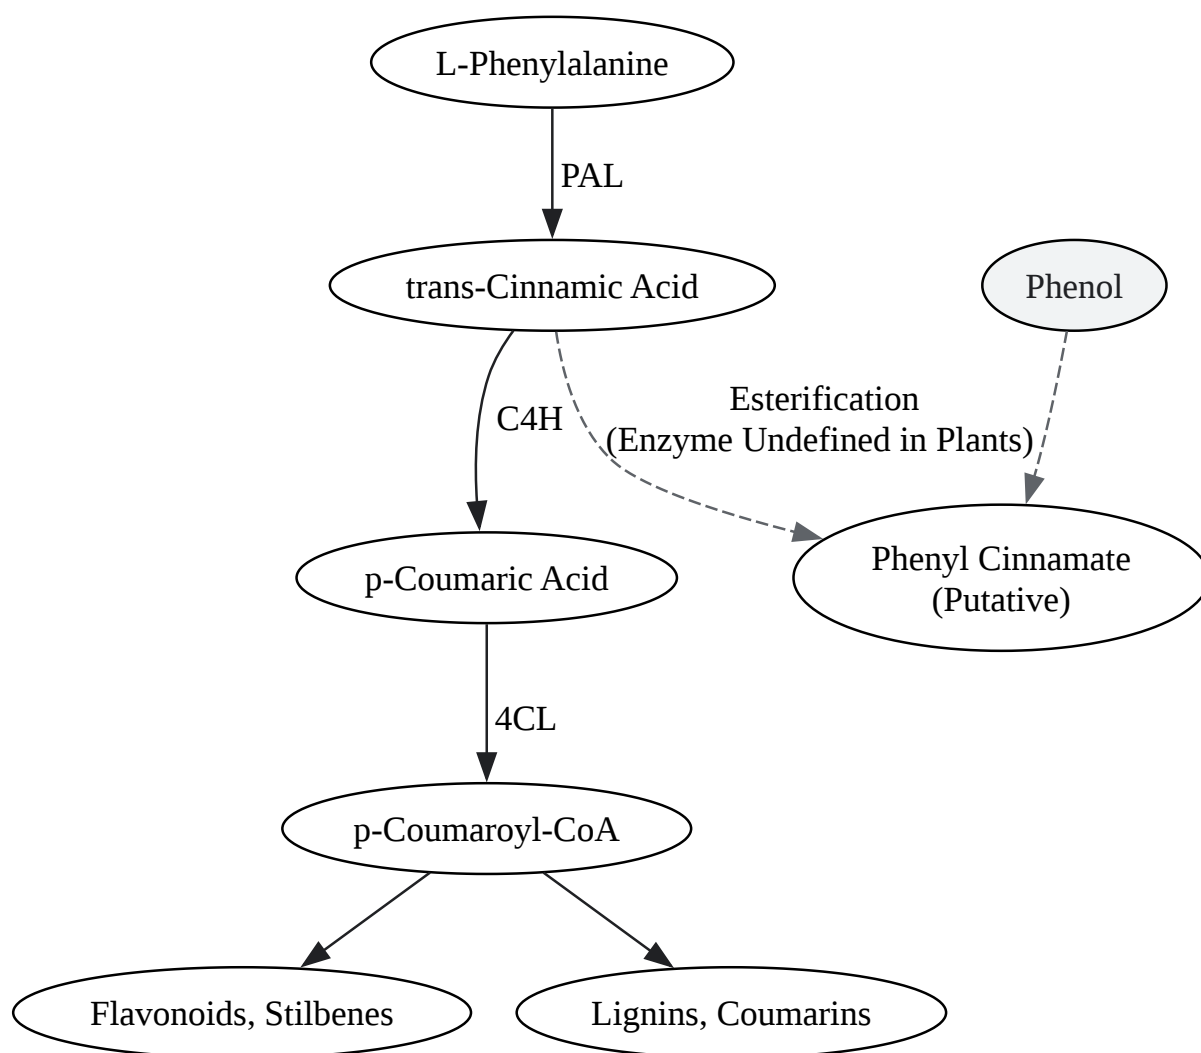 L-Phenylalanine
PAL
trans-Cinnamic Acid
Phenol
C4H
Esterification
(Enzyme Undefined in Plants)
p-Coumaric Acid
Phenyl Cinnamate
(Putative)
4CL
p-Coumaroyl-CoA
Flavonoids, Stilbenes
Lignins, Coumarins